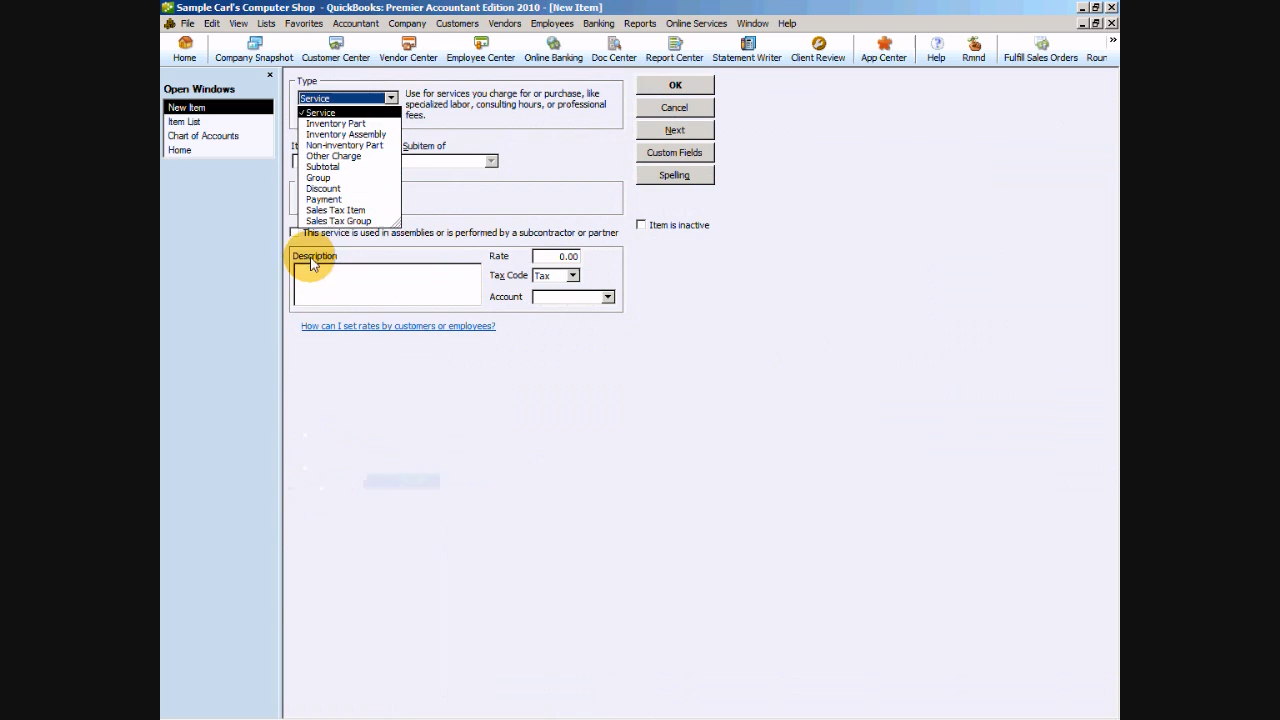 Sample Carl's Computer Shop - QuickBooks: Premier Accountant Edition 2010 - [New Item]
File Edit View Lists Favorites Accountant Company Customers Vendors Employees Banking Reports Online Services Window Help
Home Company Snapshot Customer Center Vendor Center Employee Center Online Banking Doc Center Report Center Statement Writer Client Review App Center Help Rmnd Fulfill Sales Orders Roun
Open Windows
New Item
Item List
Chart of Accounts
Home
Type
Service
Use for services you charge for or purchase, like
specialized labor, consulting hours, or professional
fees.
Service
Inventory Part
Inventory Assembly
Non-inventory Part
Other Charge
Subtotal
Group
Discount
Payment
Sales Tax Item
Sales Tax Group
Subitem of
This service is used in assemblies or is performed by a subcontractor or partner
Description
Rate 0.00
Tax Code Tax
Account
How can I set rates by customers or employees?
OK
Cancel
Next
Custom Fields
Spelling
Item is inactive